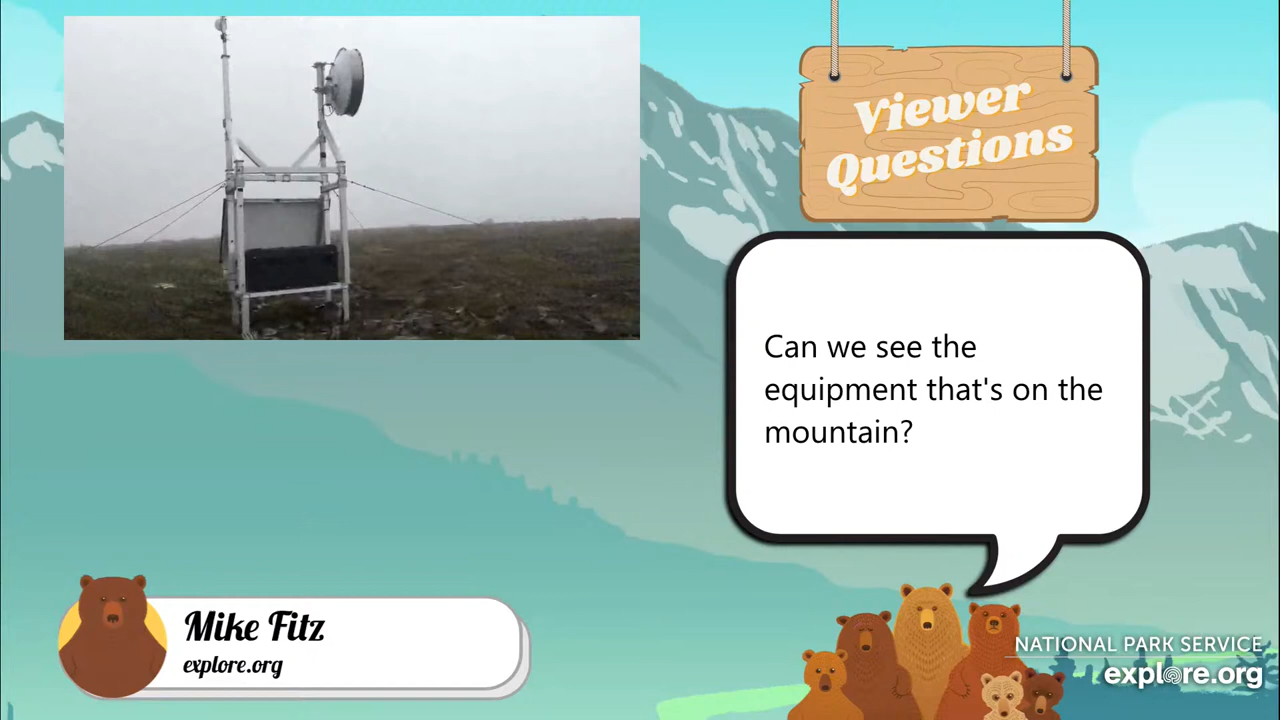 Viewer
Questions
Can we see the
equipment that's on the
mountain?
Mike Fitz
explore.org
NATIONAL PARK SERVICE
explore.org